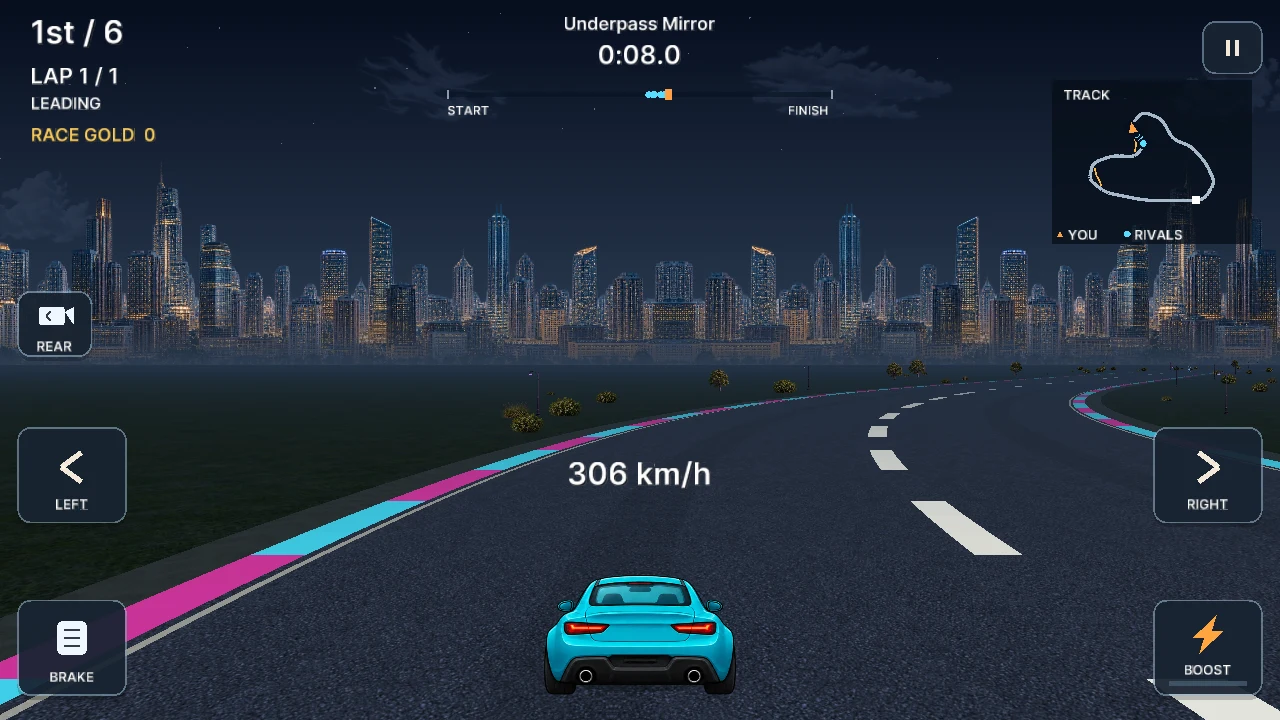 1st / 6
LAP 1 / 1
LEADING
RACE GOLD 0
Underpass Mirror
0:08.0
START
FINISH
TRACK
YOU
RIVALS
REAR
LEFT
306 km/h
RIGHT
BRAKE
BOOST